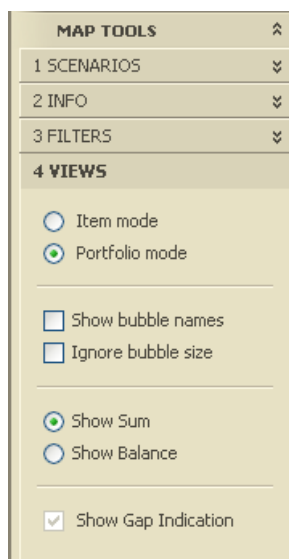 MAP TOOLS
1 SCENARIOS
2 INFO
3 FILTERS
4 VIEWS
Item mode
Portfolio mode
Show bubble names
Ignore bubble size
Show Sum
Show Balance
Show Gap Indication